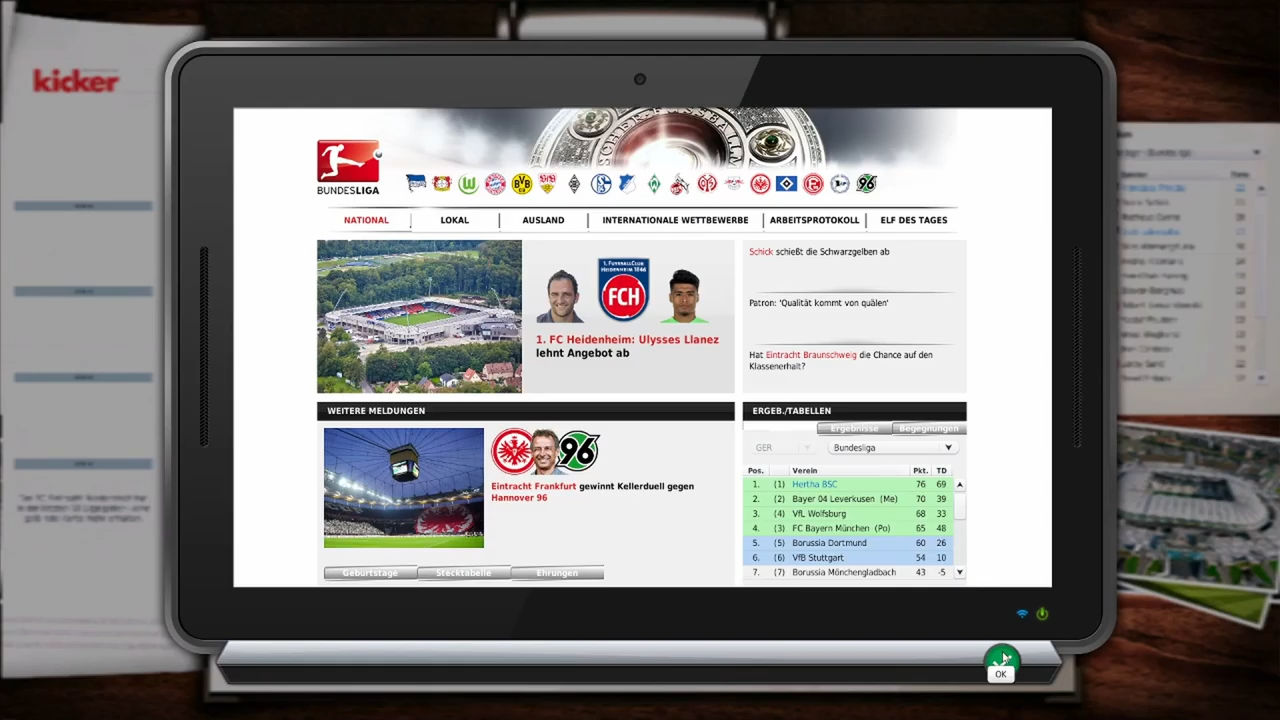 kicker
BUNDESLIGA
NATIONAL
LOKAL
AUSLAND
INTERNATIONALE WETTBEWERBE
ARBEITSPROTOKOLL
ELF DES TAGES
1. FUSSBALLCLUB
HEIDENHEIM 1846
FCH
1. FC Heidenheim: Ulysses Llanez
lehnt Angebot ab
Schick schießt die Schwarzgelben ab
Patron: 'Qualität kommt von quälen'
Hat Eintracht Braunschweig die Chance auf den
Klassenerhalt?
WEITERE MELDUNGEN
96
Eintracht Frankfurt gewinnt Kellerduell gegen
Hannover 96
Geburtstage
Stecktabelle
Ehrungen
ERGEB./TABELLEN
Ergebnisse
Begegnungen
GER
Bundesliga
Pos. Verein Pkt. TD
1. (1) Hertha BSC 76 69
2. (2) Bayer 04 Leverkusen (Me) 70 39
3. (4) VfL Wolfsburg 68 33
4. (3) FC Bayern München (Po) 65 48
5. (5) Borussia Dortmund 60 26
6. (6) VfB Stuttgart 54 10
7. (7) Borussia Mönchengladbach 43 -5
OK